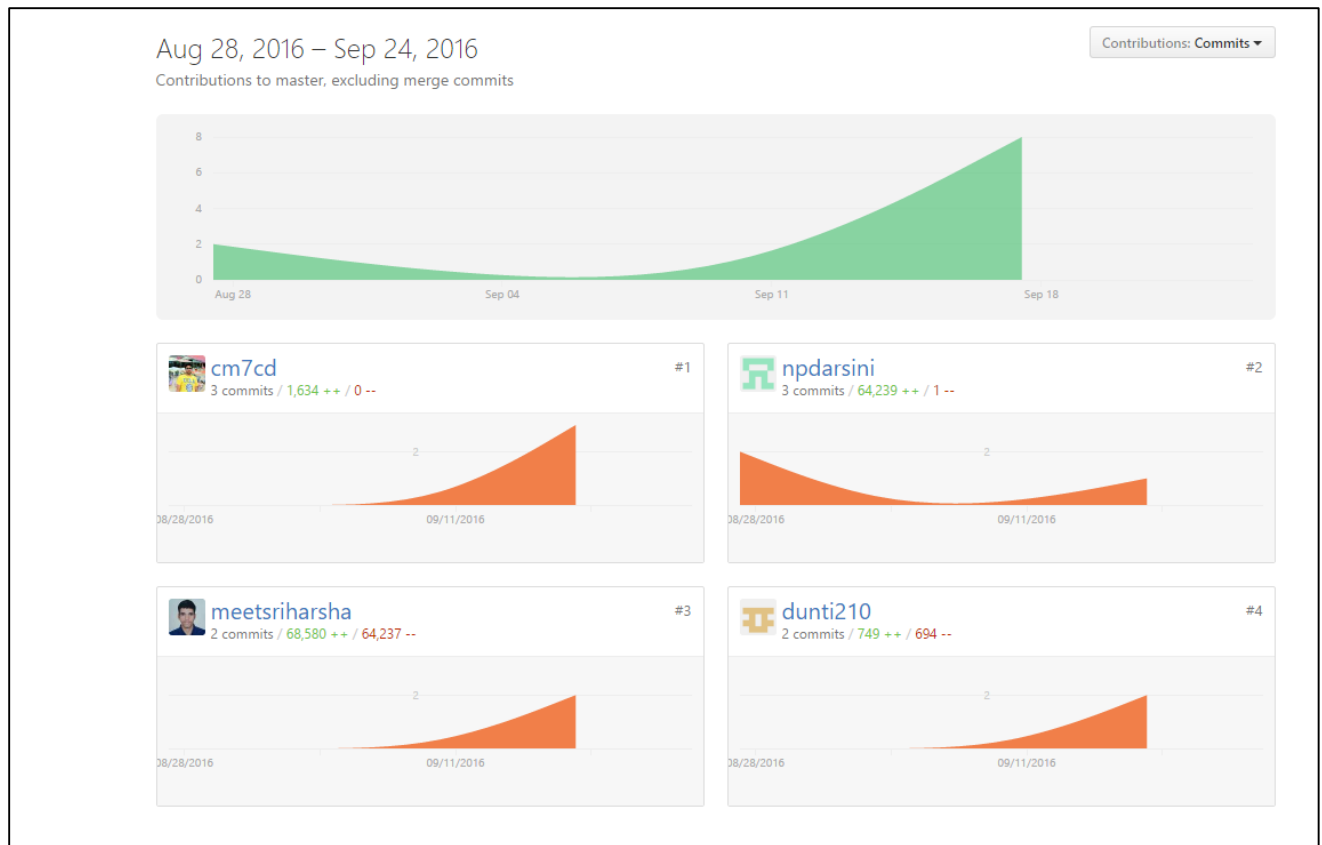 Aug 28, 2016 – Sep 24, 2016
Contributions: Commits
Contributions to master, excluding merge commits
8
6
4
2
0
Aug 28 Sep 04 Sep 11 Sep 18
cm7cd #1
3 commits / 1,634 ++ / 0 --
2
08/28/2016 09/11/2016
npdarsini #2
3 commits / 64,239 ++ / 1 --
2
08/28/2016 09/11/2016
meetsriharsha #3
2 commits / 68,580 ++ / 64,237 --
2
08/28/2016 09/11/2016
dunti210 #4
2 commits / 749 ++ / 694 --
2
08/28/2016 09/11/2016